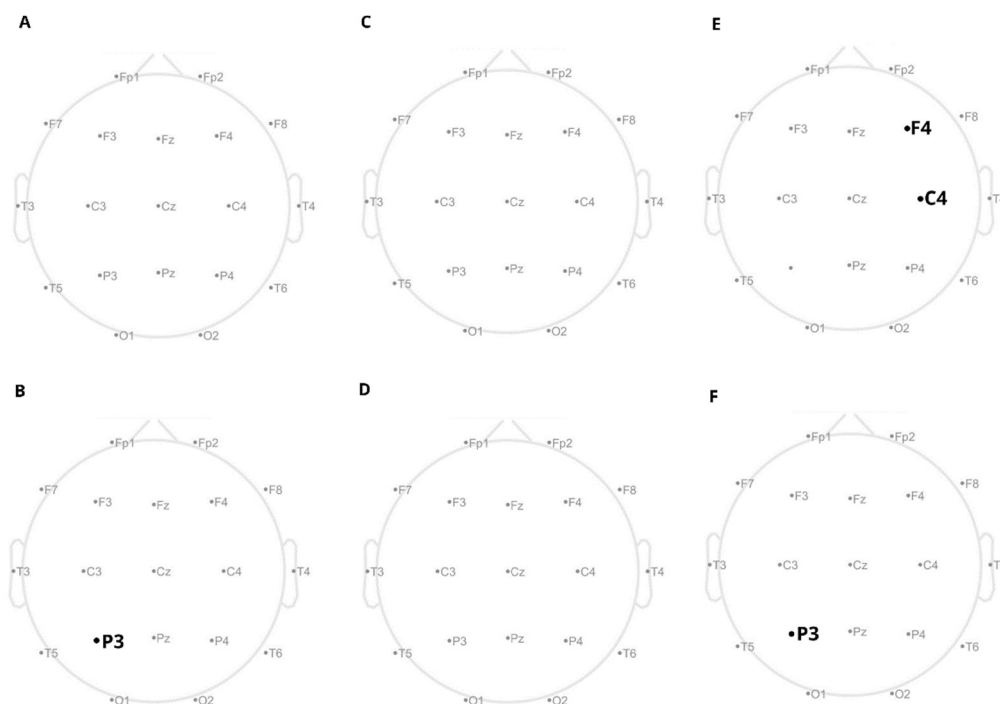 A C E
Fp1 Fp2 Fp1 Fp2 Fp1 Fp2
F7 F3 Fz F4 F8 F7 F3 Fz F4 F8 F7 F3 Fz F4 F8
T3 C3 Cz C4 T4 T3 C3 Cz C4 T4 T3 C3 Cz C4 T
T5 P3 Pz P4 T6 T5 P3 Pz P4 T6 T5 Pz P4 T6
O1 O2 O1 O2 O1 O2
B D F
Fp1 Fp2 Fp1 Fp2 Fp1 Fp2
F7 F3 Fz F4 F8 F7 F3 Fz F4 F8 F7 F3 Fz F4 F8
T3 C3 Cz C4 T4 T3 C3 Cz C4 T4 T3 C3 Cz C4 T
T5 P3 Pz P4 T6 T5 P3 Pz P4 T6 T5 P3 Pz P4 T6
O1 O2 O1 O2 O1 O2